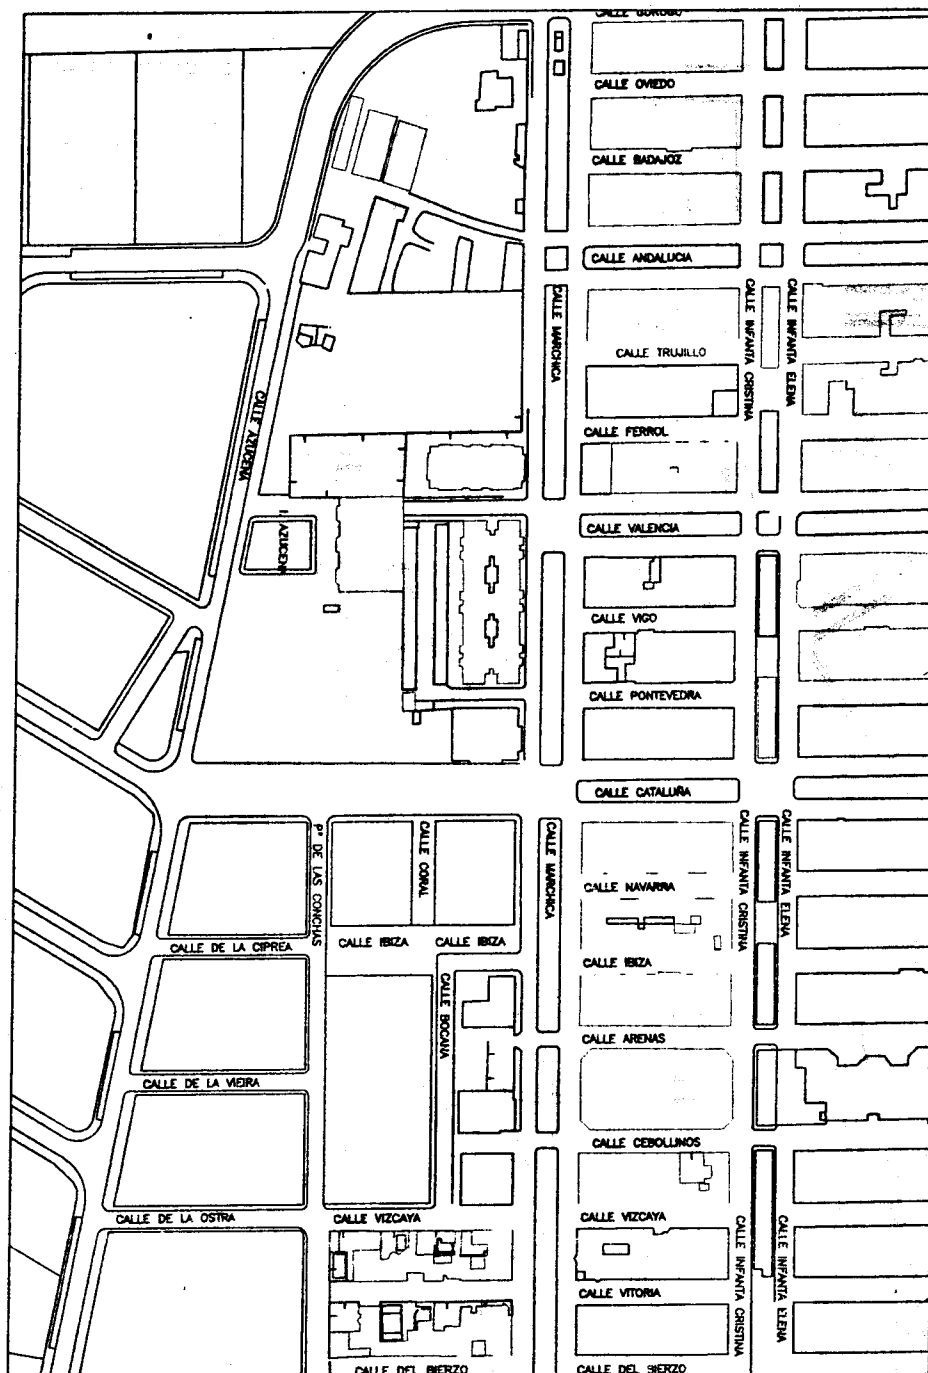 CALLE OVIEDO
CALLE BADAJOZ
CALLE ANDALUCIA
CALLE MARCHICA
CALLE INFANTA CRISTINA
CALLE INFANTA ELENA
CALLE TRUJILLO
CALLE AZUCENA
CALLE FERROL
AZUCENA
CALLE VALENCIA
CALLE VIGO
CALLE PONTEVEDRA
CALLE CATALUÑA
Pº DE LAS CONCHAS
CALLE CORAL
CALLE MARCHICA
CALLE INFANTA CRISTINA
CALLE INFANTA ELENA
CALLE NAVARRA
CALLE DE LA CIPREA
CALLE IBIZA
CALLE IBIZA
CALLE IBIZA
CALLE BOCANA
CALLE ARENAS
CALLE DE LA VIEIRA
CALLE CEBOLLINOS
CALLE DE LA OSTRA
CALLE VIZCAYA
CALLE VIZCAYA
CALLE INFANTA CRISTINA
CALLE INFANTA ELENA
CALLE VITORIA
CALLE DEL BIERZO
CALLE DEL BIERZO